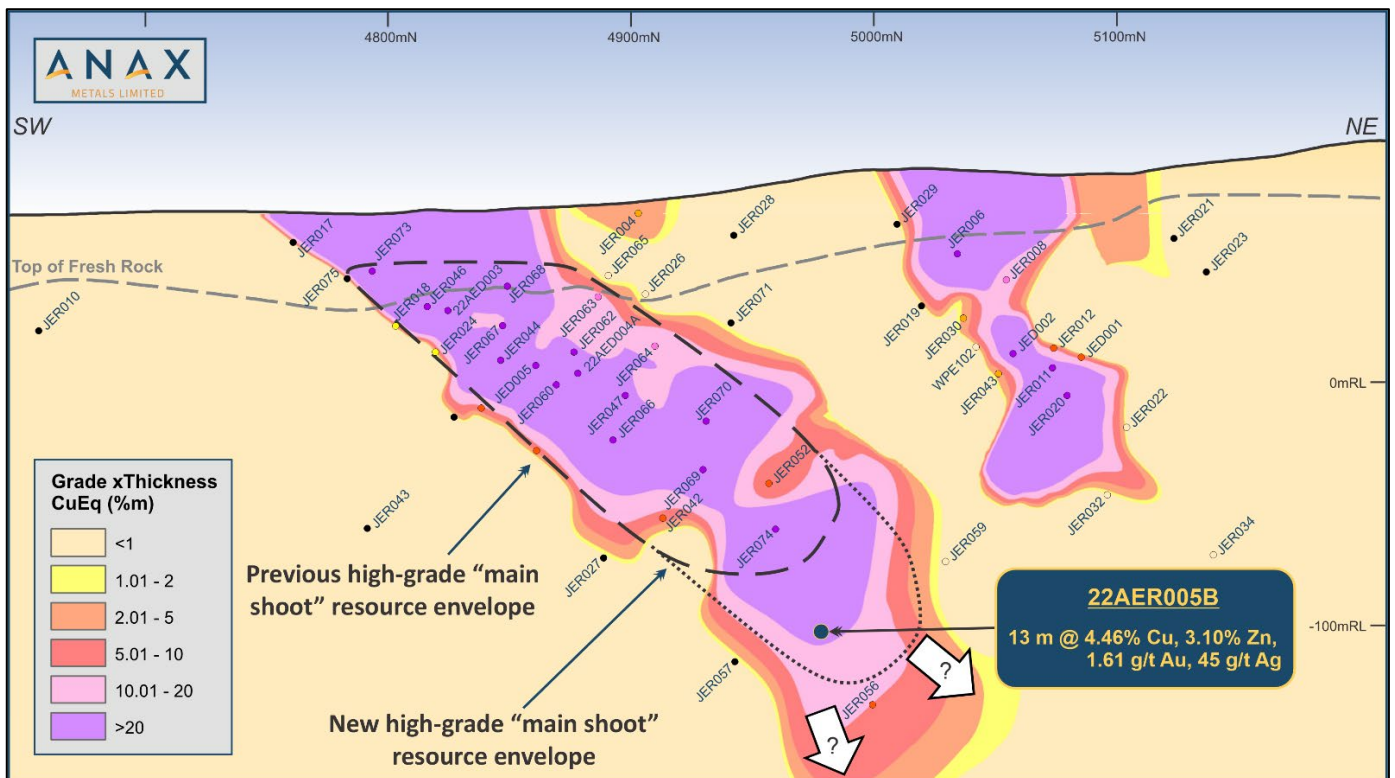 4800mN
4900mN
5000mN
5100mN
ANAX
METALS LIMITED
SW
NE
JER017
JER073
JER004
JER065
JER028
JER029
JER006
JER008
JER021
JER023
Top of Fresh Rock
JER010
JER075
JER018
JER046
22AED003
JER068
JER026
JER063
JER071
JER019
JER030
WPE102
JED002
JER012
JED001
JER024
JER067
JER044
JER062
22AED004A
JER064
0mRL
JED005
JER060
JER047
JER066
JER070
JER043
JER011
JER020
JER022
Grade xThickness
CuEq (%m)
<1
1.01 - 2
2.01 - 5
5.01 - 10
10.01 - 20
>20
JER043
JER069
JER042
JER052
JER074
JER027
JER059
JER032
JER034
Previous high-grade "main
shoot" resource envelope
22AER005B
13 m @ 4.46% Cu, 3.10% Zn,
1.61 g/t Au, 45 g/t Ag
-100mRL
JER057
JER056
?
?
New high-grade "main shoot"
resource envelope